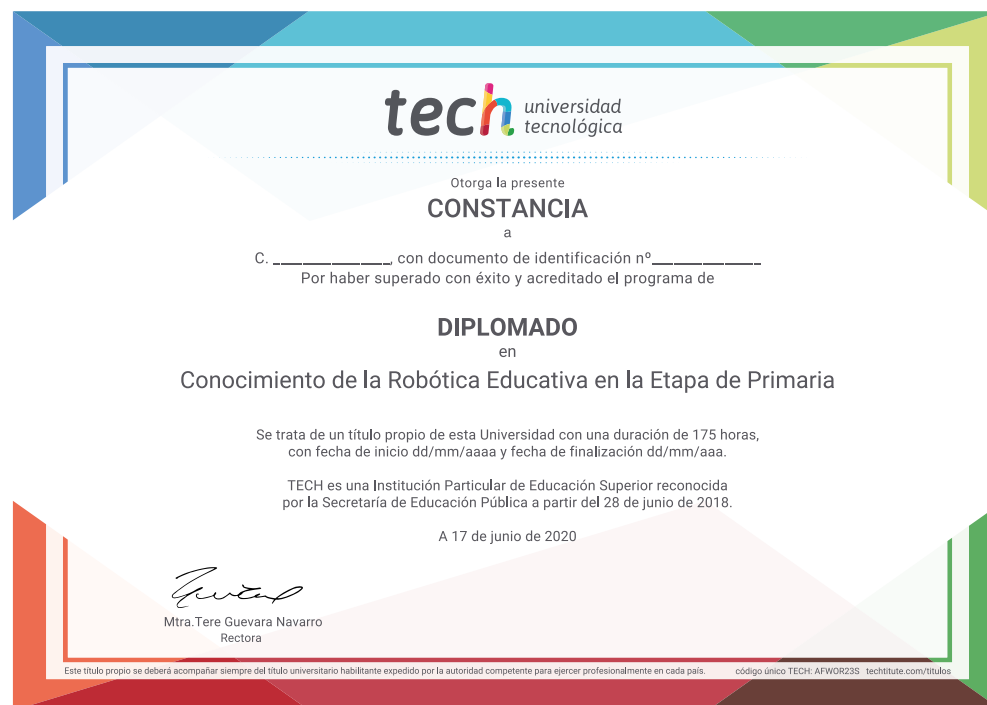 tech universidad
tecnológica
Otorga la presente
CONSTANCIA
a
C. _______________, con documento de identificación nº_______________
Por haber superado con éxito y acreditado el programa de
DIPLOMADO
en
Conocimiento de la Robótica Educativa en la Etapa de Primaria
Se trata de un título propio de esta Universidad con una duración de 175 horas,
con fecha de inicio dd/mm/aaaa y fecha de finalización dd/mm/aaa.
TECH es una Institución Particular de Educación Superior reconocida
por la Secretaría de Educación Pública a partir del 28 de junio de 2018.
A 17 de junio de 2020
Mtra.Tere Guevara Navarro
Rectora
Este título propio se deberá acompañar siempre del título universitario habilitante expedido por la autoridad competente para ejercer profesionalmente en cada país. código único TECH: AFWOR23S techtitute.com/titulos